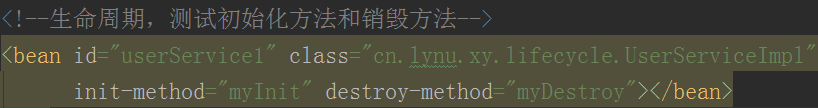 <!--生命周期，测试初始化方法和销毁方法-->
<bean id="userService1" class="cn.lynu.xy.lifecycle.UserServiceImpl"
init-method="myInit" destroy-method="myDestroy"></bean>